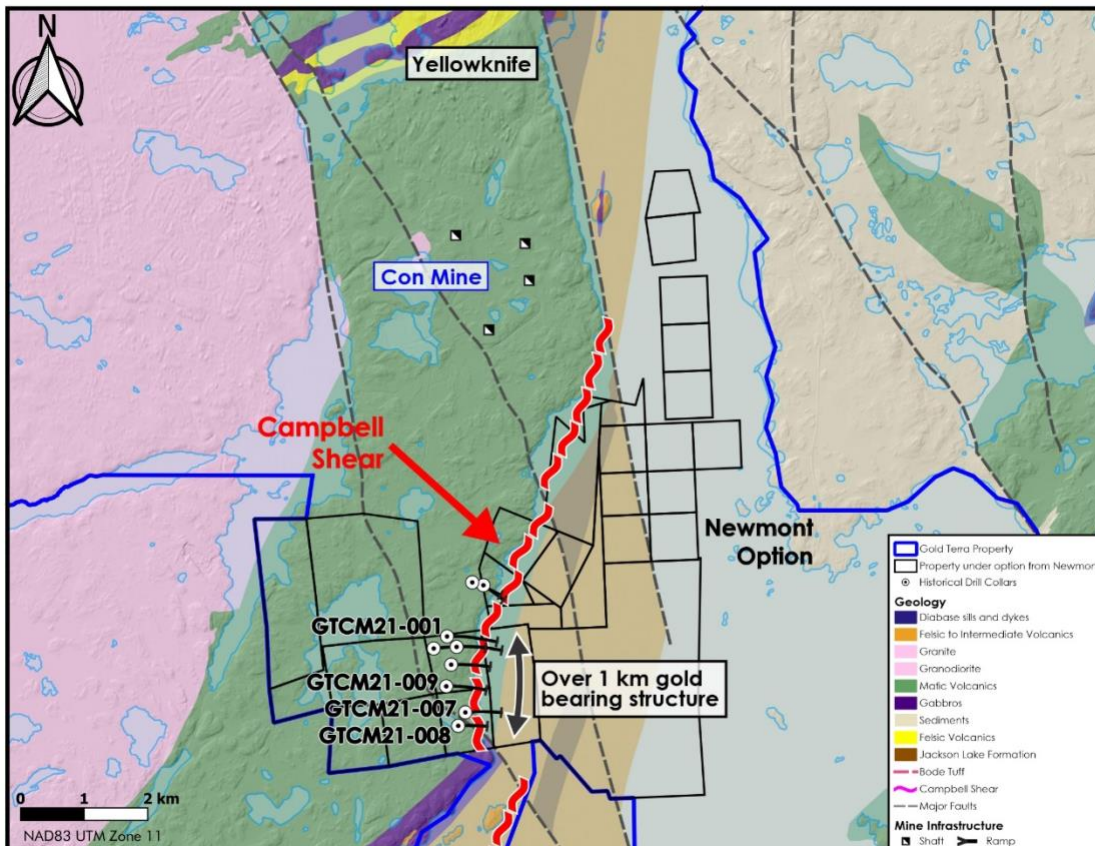 N
Yellowknife
Con Mine
Campbell
Shear
Newmont
Option
GTCM21-001
GTCM21-009
GTCM21-007
GTCM21-008
Over 1 km gold
bearing structure
0 1 2 km
NAD83 UTM Zone 11
Gold Terra Property
Property under option from Newmon
Historical Drill Collars
Geology
Diabase sills and dykes
Felsic to Intermediate Volcanics
Granite
Granodiorite
Matic Volcanics
Gabbros
Sediments
Felsic Volcanics
Jackson Lake Formation
Bode Tuff
Campbell Shear
Major Faults
Mine Infrastructure
Shaft Ramp